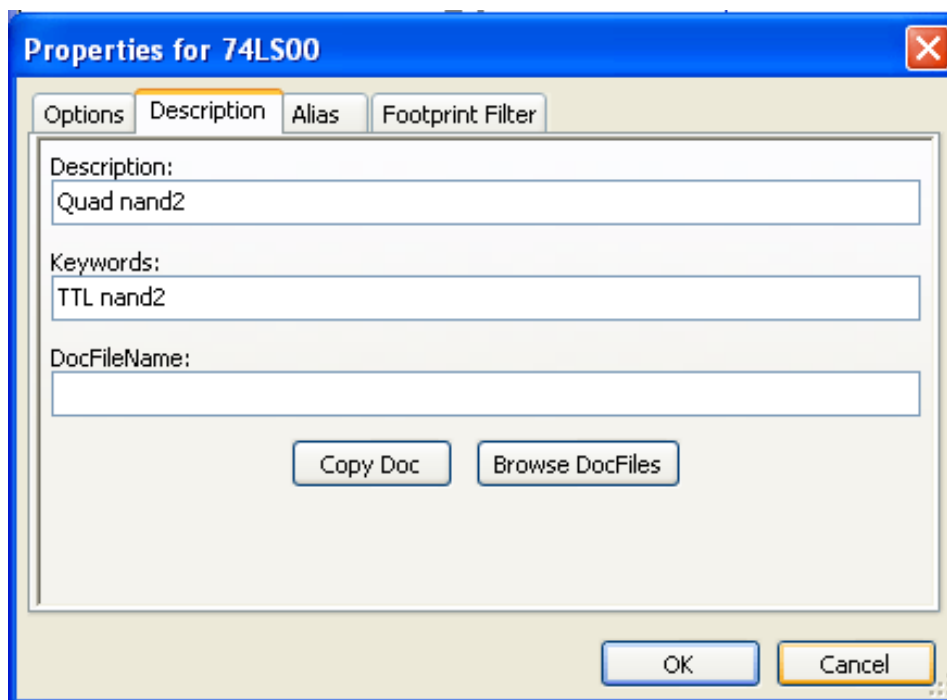 Properties for 74LS00
Options Description Alias Footprint Filter
Description:
Quad nand2
Keywords:
TTL nand2
DocFileName:
Copy Doc Browse DocFiles
OK Cancel